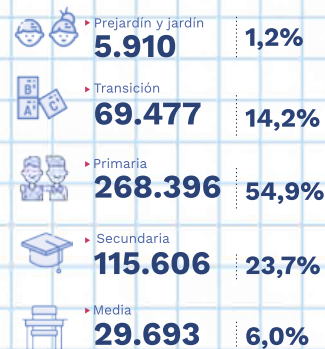 Prejardín y jardín
5.910
1,2%
Transición
69.477
14,2%
Primaria
268.396
54,9%
Secundaria
115.606
23,7%
Media
29.693
6,0%
B
A
C